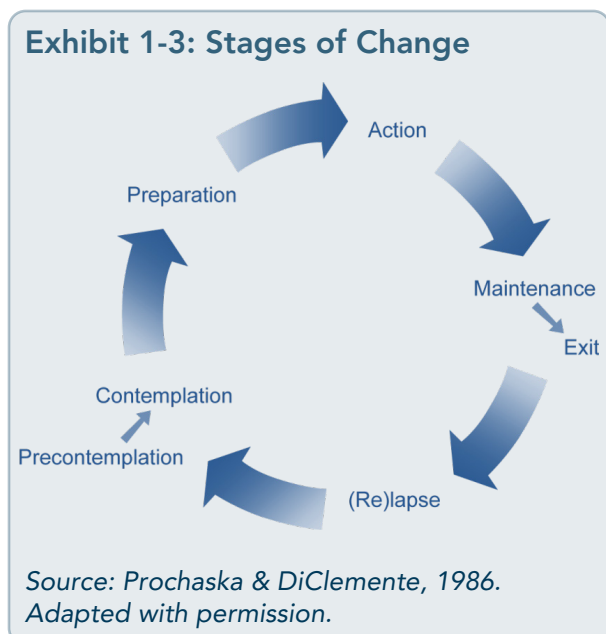 Exhibit 1-3: Stages of Change
Action
Preparation
Maintenance
Exit
Contemplation
Precontemplation
(Re)lapse
Source: Prochaska & DiClemente, 1986.
Adapted with permission.